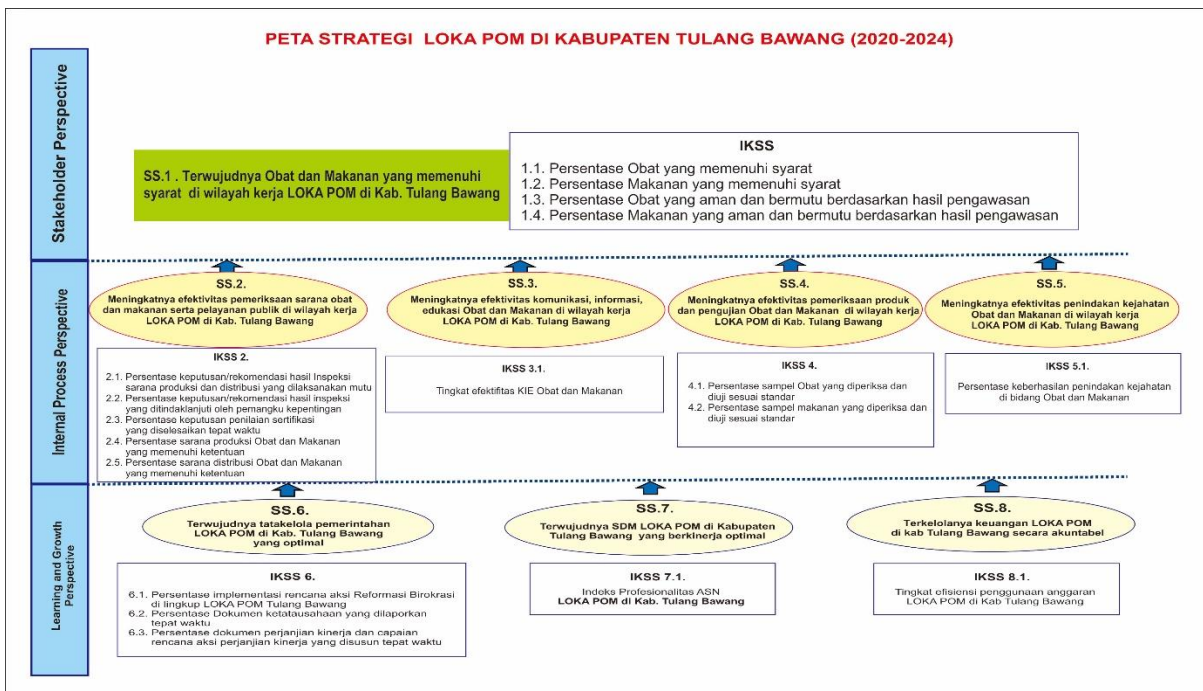 PETA STRATEGI LOKA POM DI KABUPATEN TULANG BAWANG (2020-2024)
Stakeholder Perspective
SS.1 . Terwujudnya Obat dan Makanan yang memenuhi
syarat di wilayah kerja LOKA POM di Kab. Tulang Bawang
IKSS
1.1. Persentase Obat yang memenuhi syarat
1.2. Persentase Makanan yang memenuhi syarat
1.3. Persentase Obat yang aman dan bermutu berdasarkan hasil pengawasan
1.4. Persentase Makanan yang aman dan bermutu berdasarkan hasil pengawasan
Internal Process Perspective
SS.2.
Meningkatnya efektivitas pemeriksaan sarana obat
dan makanan serta pelayanan publik di wilayah kerja
LOKA POM di Kab. Tulang Bawang
IKSS 2.
2.1. Persentase keputusan/rekomendasi hasil Inspeksi
sarana produksi dan distribusi yang dilaksanakan mutu
2.2. Persentase keputusan/rekomendasi hasil inspeksi
yang ditindaklanjuti oleh pemangku kepentingan
2.3. Persentase keputusan penilaian sertifikasi
yang diselesaikan tepat waktu
2.4. Persentase sarana produksi Obat dan Makanan
yang memenuhi ketentuan
2.5. Persentase sarana distribusi Obat dan Makanan
yang memenuhi ketentuan
SS.3.
Meningkatnya efektivitas komunikasi, informasi,
edukasi Obat dan Makanan di wilayah kerja
LOKA POM di Kab. Tulang Bawang
IKSS 3.1.
Tingkat efektifitas KIE Obat dan Makanan
SS.4.
Meningkatnya efektivitas pemeriksaan produk
dan pengujian Obat dan Makanan di wilayah kerja
LOKA POM di Kab. Tulang Bawang
IKSS 4.
4.1. Persentase sampel Obat yang diperiksa dan
diuji sesuai standar
4.2. Persentase sampel makanan yang diperiksa dan
diuji sesuai standar
SS.5.
Meningkatnya efektivitas penindakan kejahatan
Obat dan Makanan di wilayah kerja
LOKA POM di Kab. Tulang Bawang
IKSS 5.1.
Persentase keberhasilan penindakan kejahatan
di bidang Obat dan Makanan
Learning and Growth
Perspective
SS.6.
Terwujudnya tatakelola pemerintahan
LOKA POM di Kab. Tulang Bawang
yang optimal
IKSS 6.
6.1. Persentase implementasi rencana aksi Reformasi Birokrasi
di lingkup LOKA POM Tulang Bawang
6.2. Persentase Dokumen ketatausahaan yang dilaporkan
tepat waktu
6.3. Persentase dokumen perjanjian kinerja dan capaian
rencana aksi perjanjian kinerja yang disusun tepat waktu
SS.7.
Terwujudnya SDM LOKA POM di Kabupaten
Tulang Bawang yang berkinerja optimal
IKSS 7.1.
Indeks Profesionalitas ASN
LOKA POM di Kab. Tulang Bawang
SS.8.
Terkelolanya keuangan LOKA POM
di kab Tulang Bawang secara akuntabel
IKSS 8.1.
Tingkat efisiensi penggunaan anggaran
LOKA POM di Kab Tulang Bawang